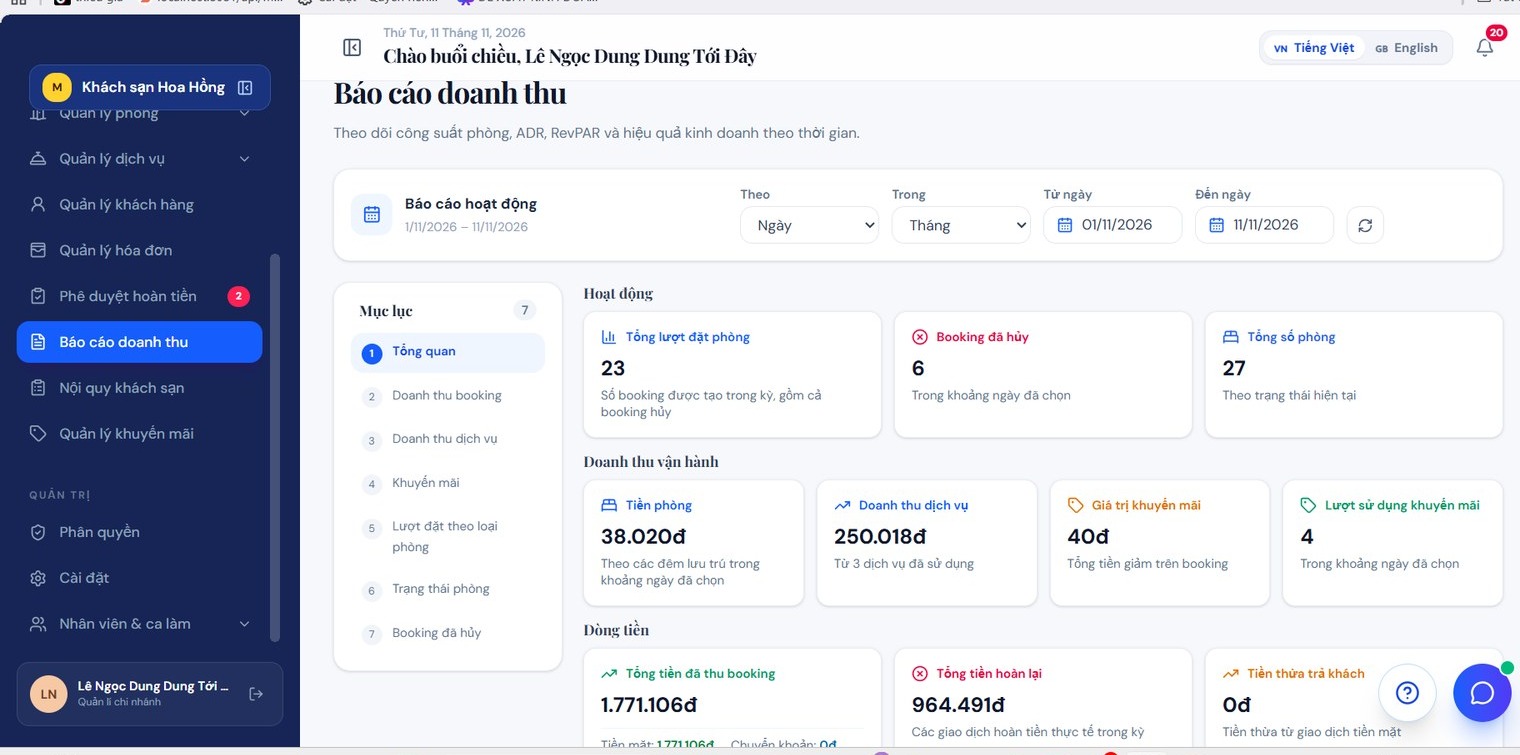 Thứ Tư, 11 Tháng 11, 2026
Chào buổi chiều, Lê Ngọc Dung Dung Tới Đây
VN Tiếng Việt GB English
20
M Khách sạn Hoa Hồng
Quản lý phòng
Quản lý dịch vụ
Quản lý khách hàng
Quản lý hóa đơn
Phê duyệt hoàn tiền 2
Báo cáo doanh thu
Nội quy khách sạn
Quản lý khuyến mãi
QUẢN TRỊ
Phân quyền
Cài đặt
Nhân viên & ca làm
LN Lê Ngọc Dung Dung Tới ...
Quản lí chi nhánh
Báo cáo doanh thu
Theo dõi công suất phòng, ADR, RevPAR và hiệu quả kinh doanh theo thời gian.
Báo cáo hoạt động
1/11/2026 – 11/11/2026
Theo Trong Từ ngày Đến ngày
Ngày Tháng 01/11/2026 11/11/2026
Mục lục 7
1 Tổng quan
2 Doanh thu booking
3 Doanh thu dịch vụ
4 Khuyến mãi
5 Lượt đặt theo loại
phòng
6 Trạng thái phòng
7 Booking đã hủy
Hoạt động
Tổng lượt đặt phòng
23
Số booking được tạo trong kỳ, gồm cả
booking hủy
Booking đã hủy
6
Trong khoảng ngày đã chọn
Tổng số phòng
27
Theo trạng thái hiện tại
Doanh thu vận hành
Tiền phòng
38.020đ
Theo các đêm lưu trú trong
khoảng ngày đã chọn
Doanh thu dịch vụ
250.018đ
Từ 3 dịch vụ đã sử dụng
Giá trị khuyến mãi
40đ
Tổng tiền giảm trên booking
Lượt sử dụng khuyến mãi
4
Trong khoảng ngày đã chọn
Dòng tiền
Tổng tiền đã thu booking
1.771.106đ
Tiền mặt: 1.771.106đ Chuyển khoản: 0đ
Tổng tiền hoàn lại
964.491đ
Các giao dịch hoàn tiền thực tế trong kỳ
Tiền thừa trả khách
0đ
Tiền thừa từ giao dịch tiền mặt